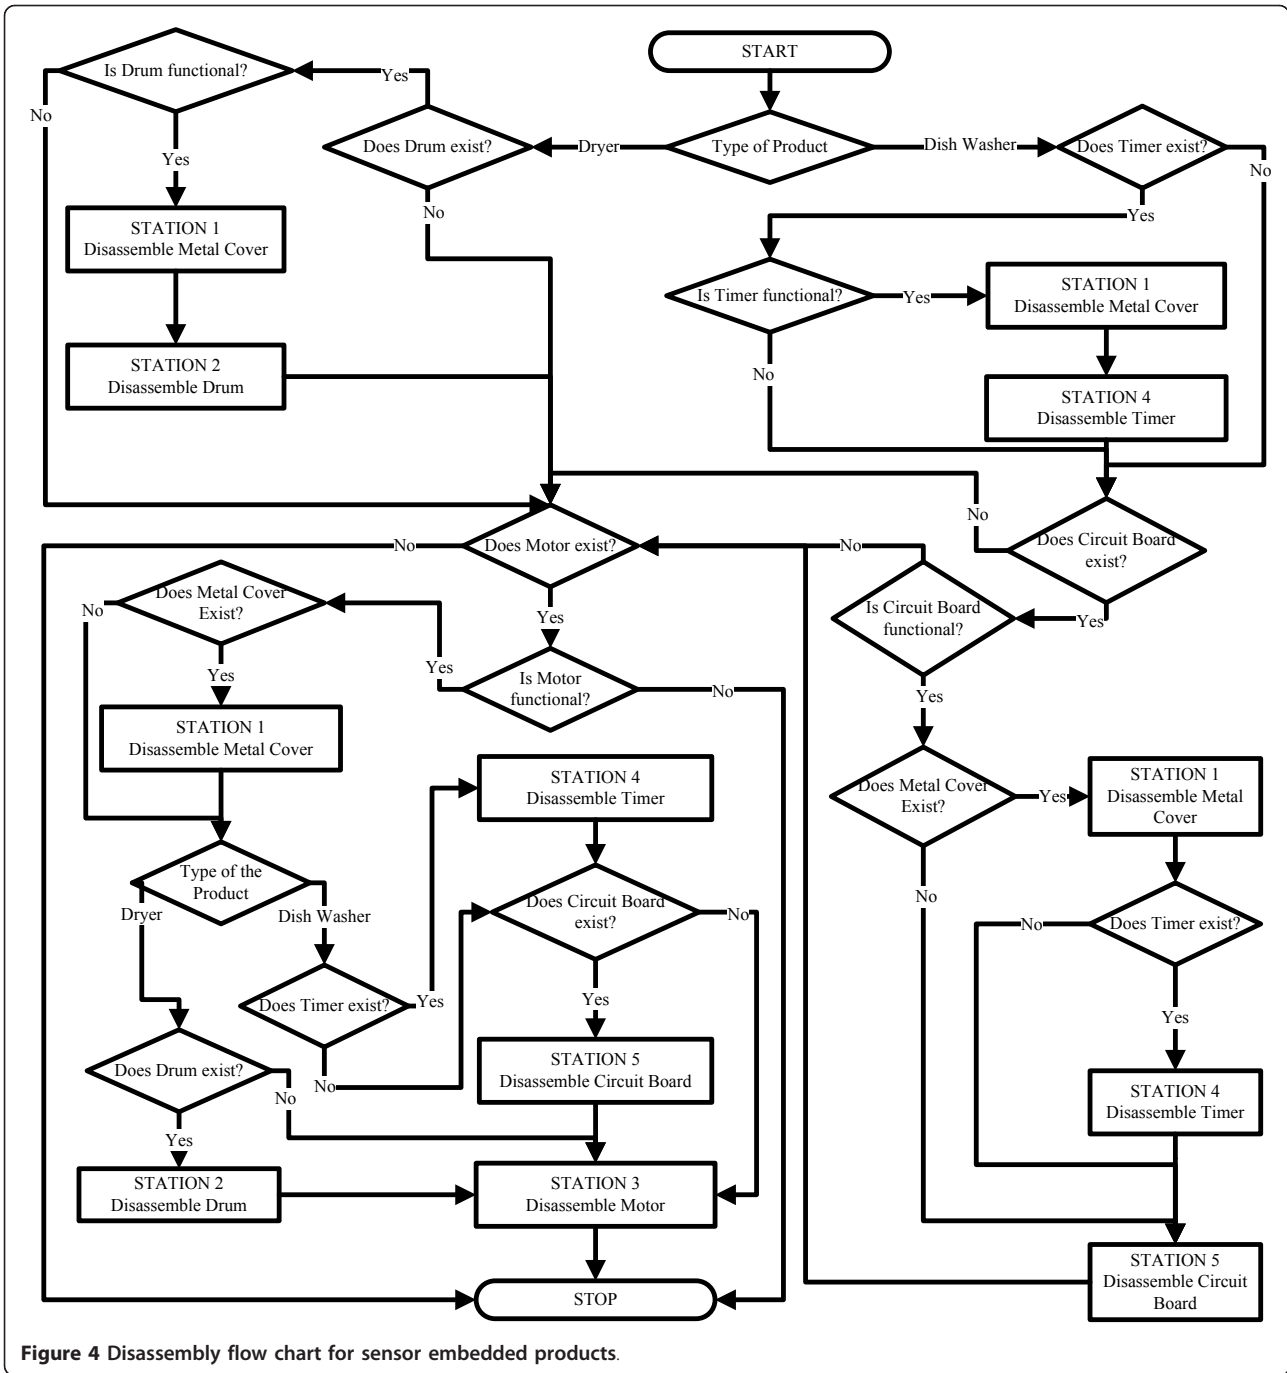 START
Is Drum functional?
Yes
No
Does Drum exist?
Dryer
Type of Product
Dish Washer
Does Timer exist?
No
Yes
Yes
No
STATION 1
Disassemble Metal Cover
Is Timer functional?
Yes
STATION 1
Disassemble Metal Cover
STATION 2
Disassemble Drum
No
STATION 4
Disassemble Timer
No
Does Motor exist?
No
No
Does Circuit Board
exist?
Does Metal Cover
Exist?
No
Yes
Is Circuit Board
functional?
Yes
Yes
Yes
Is Motor
functional?
No
Yes
STATION 1
Disassemble Metal Cover
STATION 4
Disassemble Timer
Does Metal Cover
Exist?
Yes
STATION 1
Disassemble Metal
Cover
Type of the
Product
Dryer
Dish Washer
Does Circuit Board
exist?
No
No
No
Does Timer exist?
Does Timer exist?
Yes
Yes
Yes
Does Drum exist?
No
No
STATION 5
Disassemble Circuit Board
STATION 4
Disassemble Timer
Yes
STATION 2
Disassemble Drum
STATION 3
Disassemble Motor
STATION 5
Disassemble Circuit
Board
STOP
Figure 4 Disassembly flow chart for sensor embedded products.